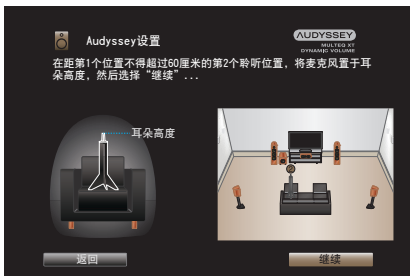 Audyssey设置
AUDYSSEY
MULTEQ XT
DYNAMIC VOLUME
在距第1个位置不得超过60厘米的第2个聆听位置，将麦克风置于耳
朵高度，然后选择“继续”...
耳朵高度
返回
继续